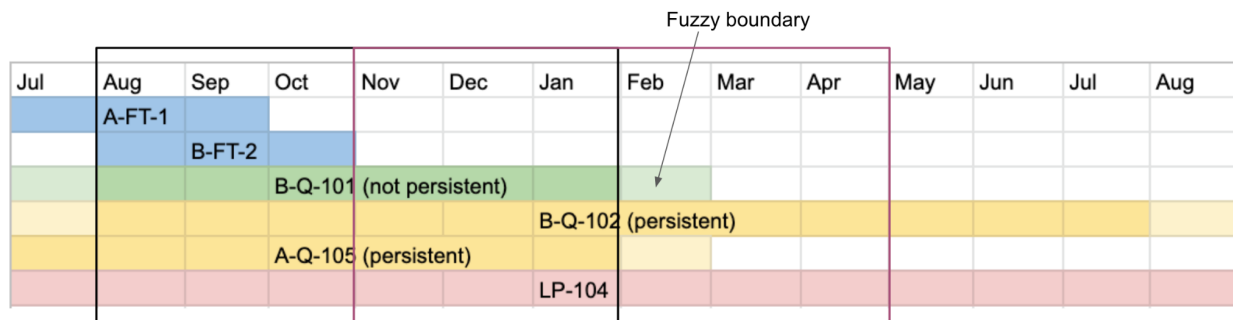 Fuzzy boundary
Jul Aug Sep Oct Nov Dec Jan Feb Mar Apr May Jun Jul Aug
A-FT-1
B-FT-2
B-Q-101 (not persistent)
B-Q-102 (persistent)
A-Q-105 (persistent)
LP-104